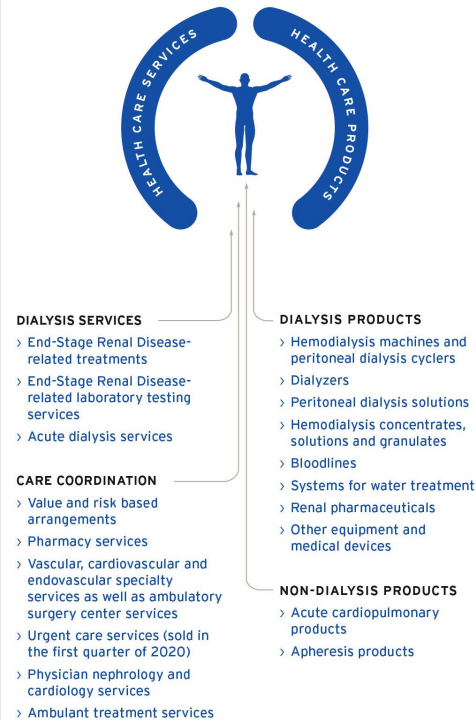 HEALTH CARE SERVICES
HEALTH CARE PRODUCTS
DIALYSIS SERVICES
› End-Stage Renal Disease-
related treatments
› End-Stage Renal Disease-
related laboratory testing
services
› Acute dialysis services
CARE COORDINATION
› Value and risk based
arrangements
› Pharmacy services
› Vascular, cardiovascular and
endovascular specialty
services as well as ambulatory
surgery center services
› Urgent care services (sold in
the first quarter of 2020)
› Physician nephrology and
cardiology services
› Ambulant treatment services
DIALYSIS PRODUCTS
› Hemodialysis machines and
peritoneal dialysis cyclers
› Dialyzers
› Peritoneal dialysis solutions
› Hemodialysis concentrates,
solutions and granulates
› Bloodlines
› Systems for water treatment
› Renal pharmaceuticals
› Other equipment and
medical devices
NON-DIALYSIS PRODUCTS
› Acute cardiopulmonary
products
› Apheresis products